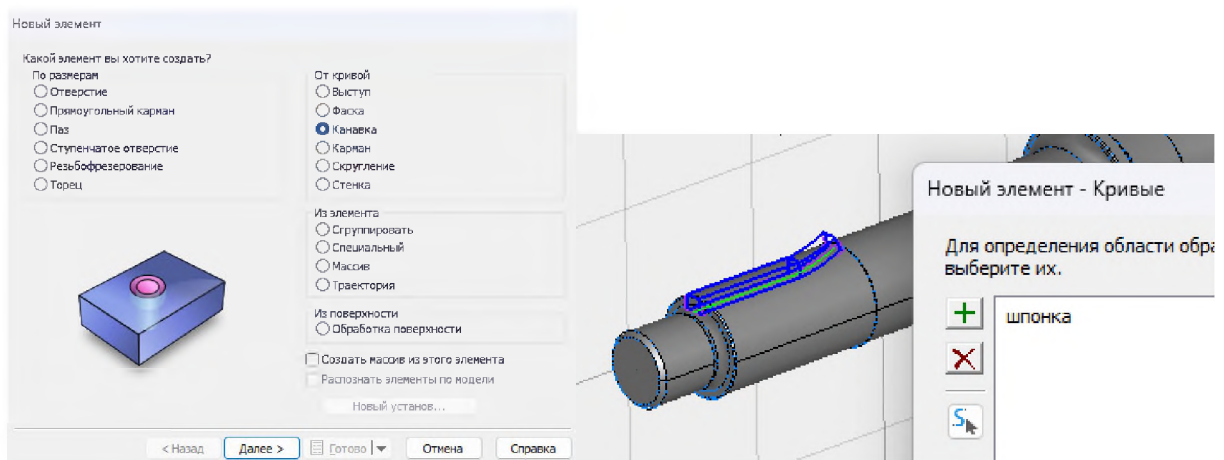 Новый элемент
Какой элемент вы хотите создать?
По размерам
Отверстие
Прямоугольный карман
Паз
Ступенчатое отверстие
Резьбофрезерование
Торец
От кривой
Выступ
Фаска
Канавка
Карман
Скругление
Стенка
Из элемента
Сгруппировать
Специальный
Массив
Траектория
Из поверхности
Обработка поверхности
Создать массив из этого элемента
Распознать элементы по модели
Новый установ...
< Назад
Далее >
Готово
Отмена
Справка
Новый элемент - Кривые
Для определения области обра
выберите их.
шпонка